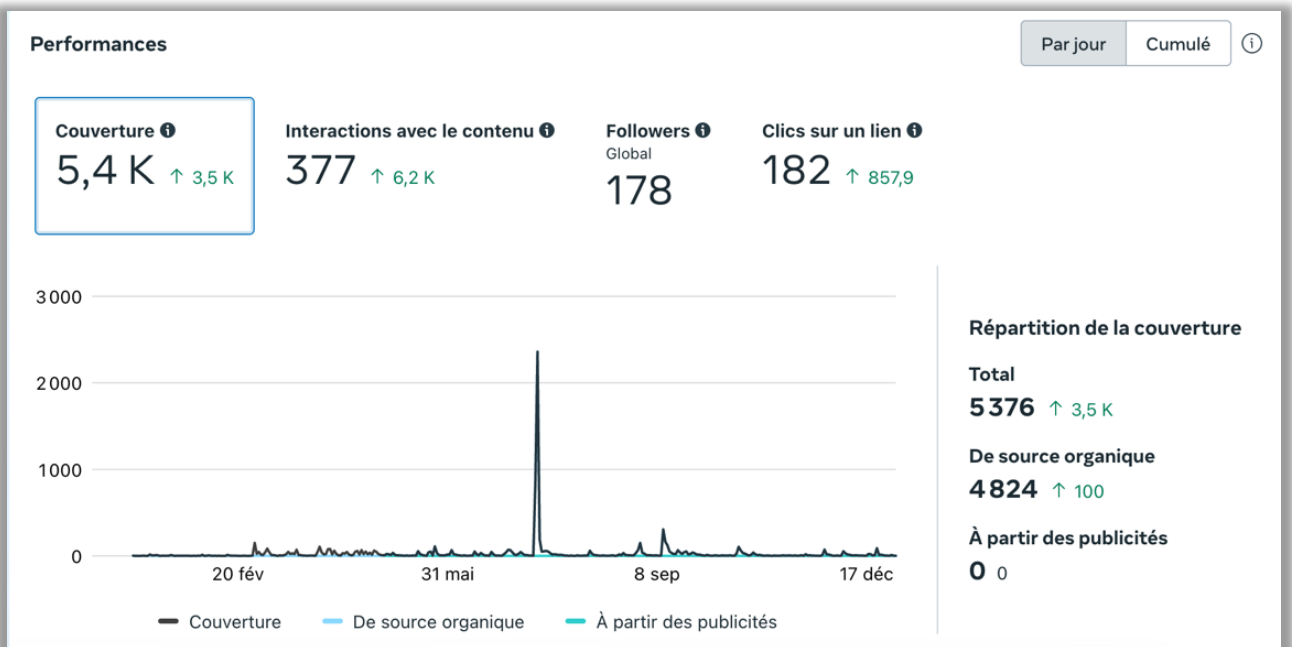 Performances
Par jour
Cumulé
Couverture
5,4 K ↑ 3,5 K
Interactions avec le contenu
377 ↑ 6,2 K
Followers
Global
178
Clics sur un lien
182 ↑ 857,9
3 000
2 000
1 000
0
20 fév
31 mai
8 sep
17 déc
Couverture
De source organique
À partir des publicités
Répartition de la couverture
Total
5 376 ↑ 3,5 K
De source organique
4 824 ↑ 100
À partir des publicités
0 0